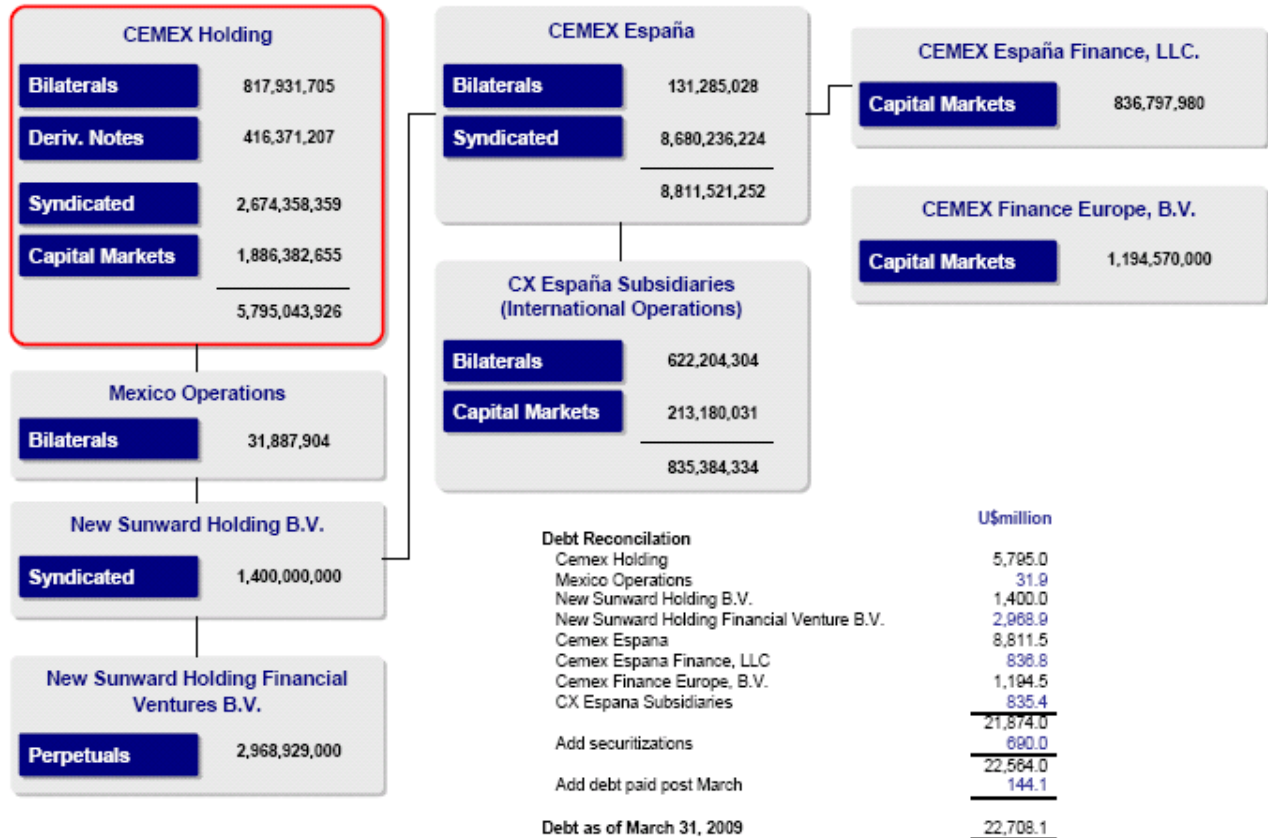 CEMEX Holding
Bilaterals 817,931,705
Deriv. Notes 416,371,207
Syndicated 2,674,358,359
Capital Markets 1,886,382,655
5,795,043,926
Mexico Operations
Bilaterals 31,887,904
New Sunward Holding B.V.
Syndicated 1,400,000,000
New Sunward Holding Financial
Ventures B.V.
Perpetuals 2,968,929,000
CEMEX España
Bilaterals 131,285,028
Syndicated 8,680,236,224
8,811,521,252
CX España Subsidiaries
(International Operations)
Bilaterals 622,204,304
Capital Markets 213,180,031
835,384,334
CEMEX España Finance, LLC.
Capital Markets 836,797,980
CEMEX Finance Europe, B.V.
Capital Markets 1,194,570,000
U$million
Debt Reconcilation
Cemex Holding 5,795.0
Mexico Operations 31.9
New Sunward Holding B.V. 1,400.0
New Sunward Holding Financial Venture B.V. 2,968.9
Cemex Espana 8,811.5
Cemex Espana Finance, LLC 836.8
Cemex Finance Europe, B.V. 1,194.5
CX Espana Subsidiaries 835.4
21,874.0
Add securitizations 690.0
22,564.0
Add debt paid post March 144.1
Debt as of March 31, 2009 22,708.1